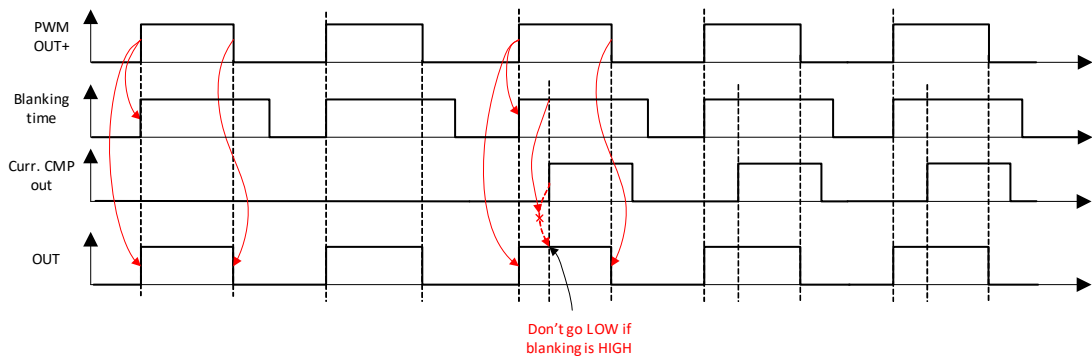 PWM
OUT+
Blanking
time
Curr. CMP
out
OUT
Don't go LOW if
blanking is HIGH